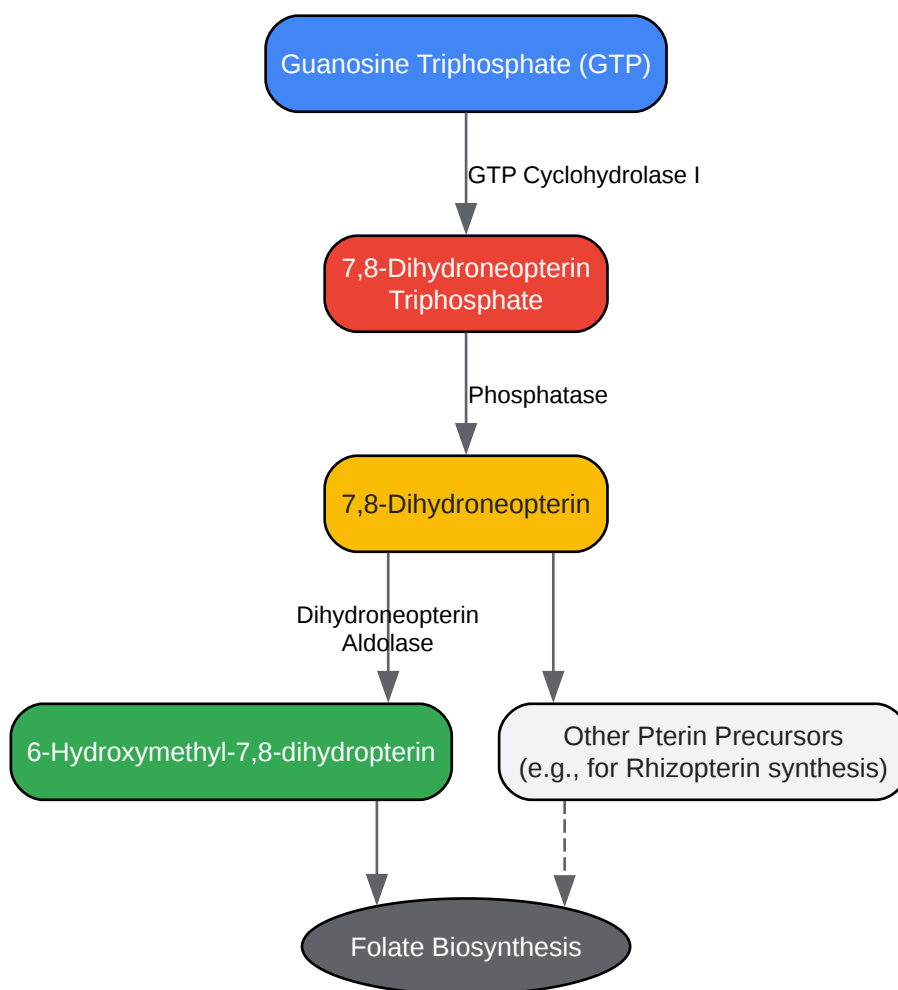 Guanosine Triphosphate (GTP)
GTP Cyclohydrolase I
7,8-Dihydroneopterin
Triphosphate
Phosphatase
7,8-Dihydroneopterin
Dihydroneopterin
Aldolase
6-Hydroxymethyl-7,8-dihydropterin
Other Pterin Precursors
(e.g., for Rhizopterin synthesis)
Folate Biosynthesis